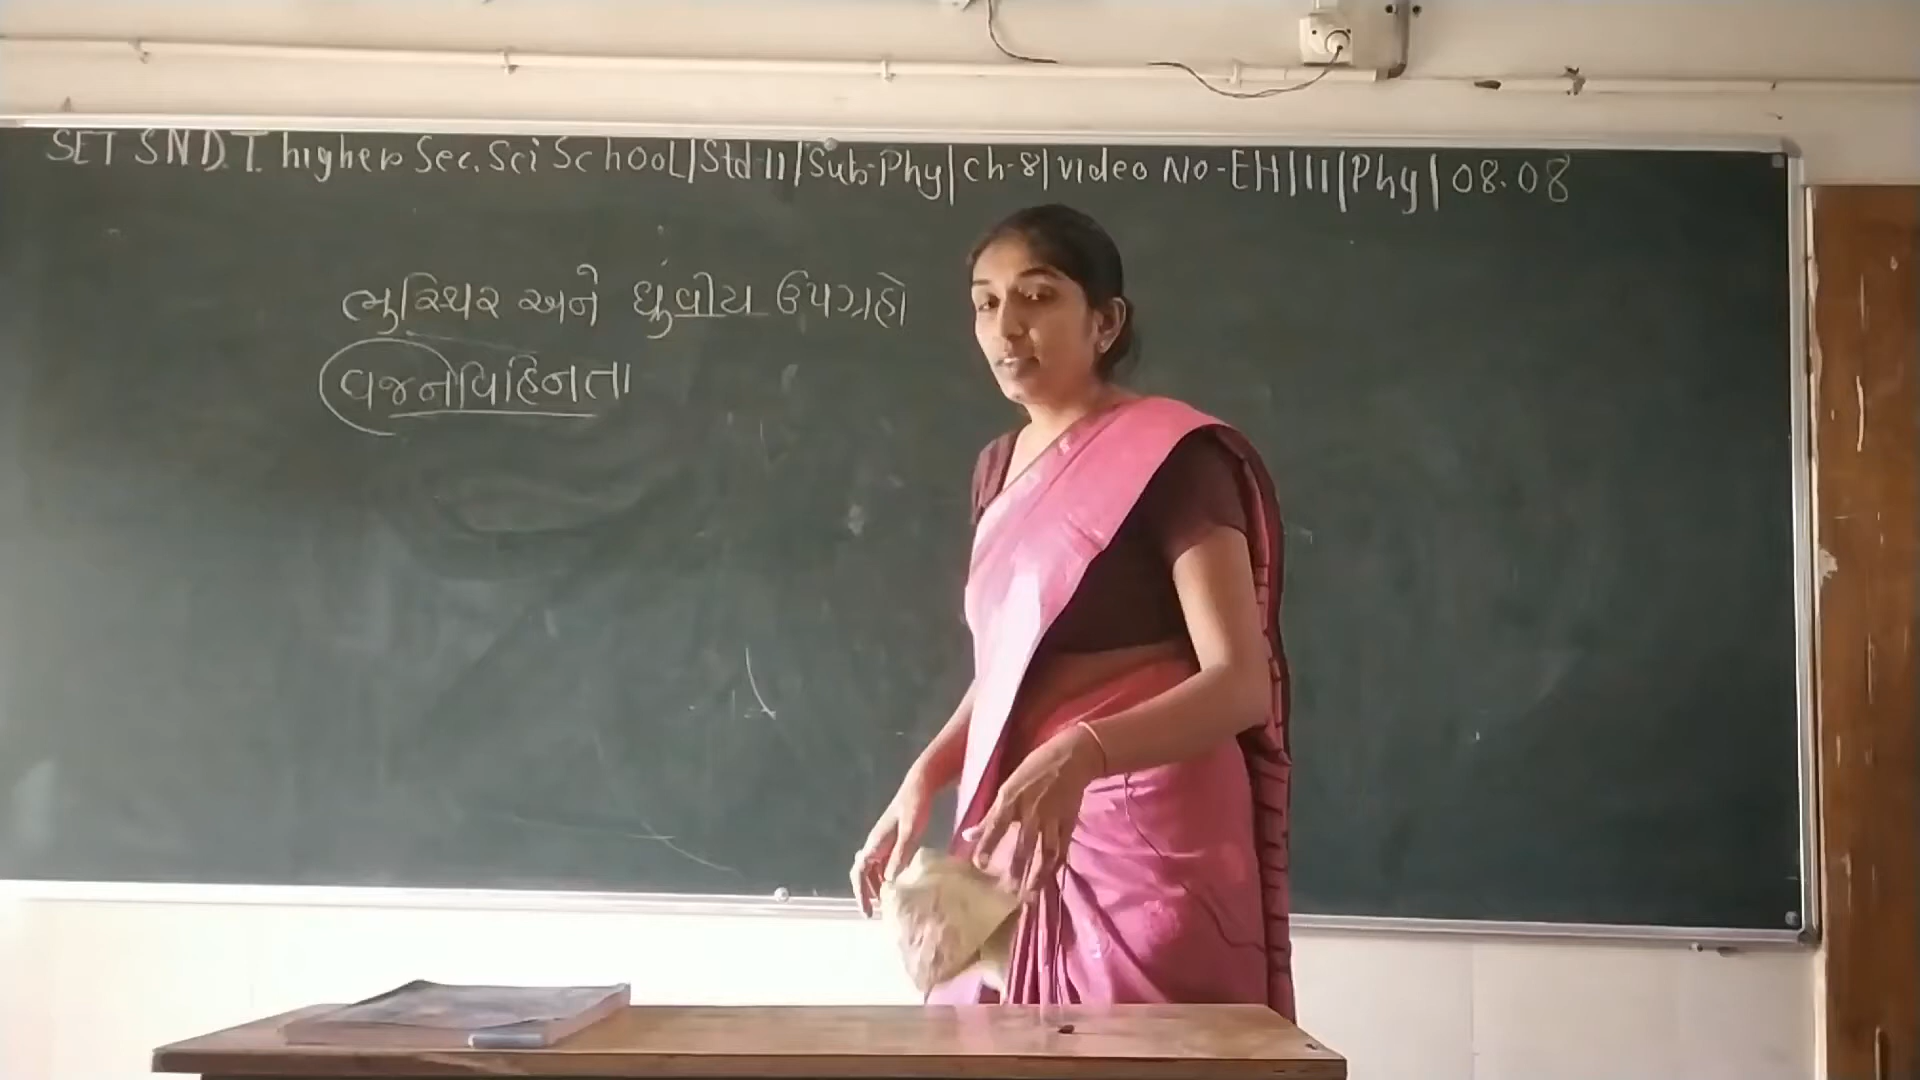 SET SNDT. higher Sec. Sci School/Std-11/Sub-Phy/Ch-8/Video No-EH/11/Phy/08.08
ભુસ્થિર અને ધ્રુવીય ઉપગ્રહો
વજનવિહિનતા